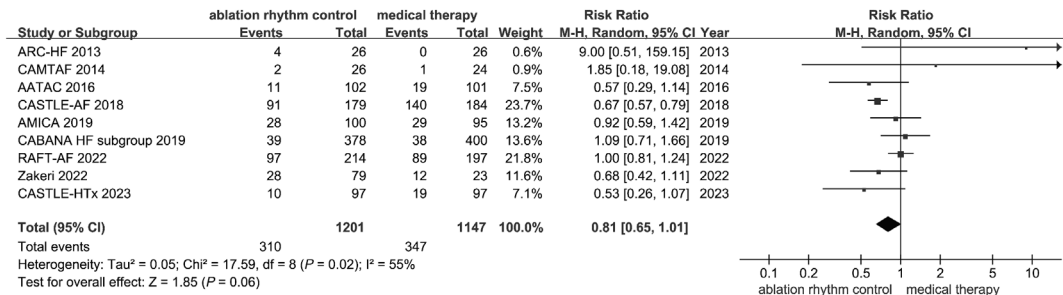 ablation rhythm control medical therapy Risk Ratio Risk Ratio
Study or Subgroup Events Total Events Total Weight M-H, Random, 95% CI Year M-H, Random, 95% CI
ARC-HF 2013 4 26 0 26 0.6% 9.00 [0.51, 159.15] 2013
CAMTAF 2014 2 26 1 24 0.9% 1.85 [0.18, 19.08] 2014
AATAC 2016 11 102 19 101 7.5% 0.57 [0.29, 1.14] 2016
CASTLE-AF 2018 91 179 140 184 23.7% 0.67 [0.57, 0.79] 2018
AMICA 2019 28 100 29 95 13.2% 0.92 [0.59, 1.42] 2019
CABANA HF subgroup 2019 39 378 38 400 13.6% 1.09 [0.71, 1.66] 2019
RAFT-AF 2022 97 214 89 197 21.8% 1.00 [0.81, 1.24] 2022
Zakeri 2022 28 79 12 23 11.6% 0.68 [0.42, 1.11] 2022
CASTLE-HTx 2023 10 97 19 97 7.1% 0.53 [0.26, 1.07] 2023
Total (95% CI) 1201 1147 100.0% 0.81 [0.65, 1.01]
Total events 310 347
Heterogeneity: Tau² = 0.05; Chi² = 17.59, df = 8 (P = 0.02); I² = 55%
Test for overall effect: Z = 1.85 (P = 0.06)
0.1 0.2 0.5 1 2 5 10
ablation rhythm control medical therapy